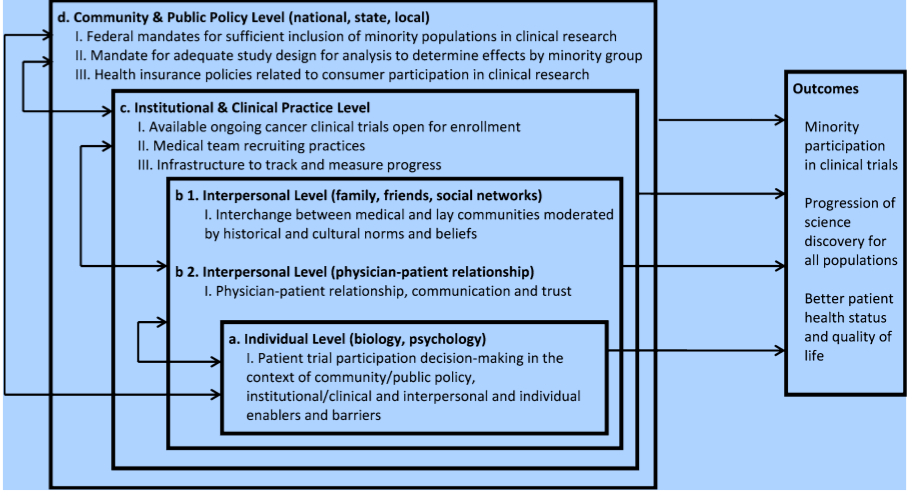 d. Community & Public Policy Level (national, state, local)
I. Federal mandates for sufficient inclusion of minority populations in clinical research
II. Mandate for adequate study design for analysis to determine effects by minority group
III. Health insurance policies related to consumer participation in clinical research
c. Institutional & Clinical Practice Level
I. Available ongoing cancer clinical trials open for enrollment
II. Medical team recruiting practices
III. Infrastructure to track and measure progress
b 1. Interpersonal Level (family, friends, social networks)
I. Interchange between medical and lay communities moderated
by historical and cultural norms and beliefs
b 2. Interpersonal Level (physician-patient relationship)
I. Physician-patient relationship, communication and trust
a. Individual Level (biology, psychology)
I. Patient trial participation decision-making in the
context of community/public policy,
institutional/clinical and interpersonal and individual
enablers and barriers
Outcomes
Minority
participation
in clinical trials
Progression of
science
discovery for
all populations
Better patient
health status
and quality of
life